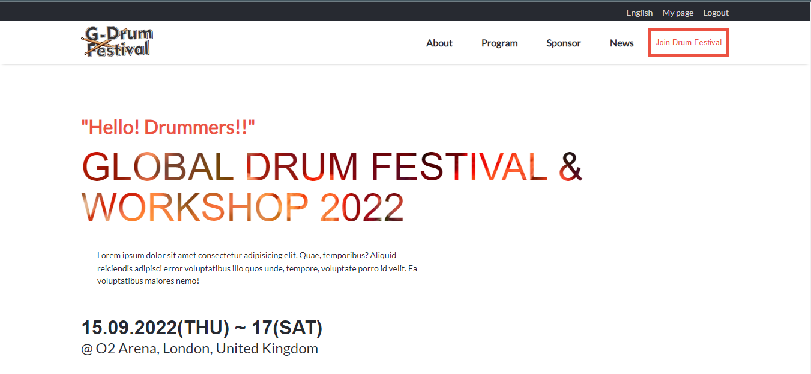 English My page Logout
G-Drum
Festival
About Program Sponsor News Join Drum Festival
"Hello! Drummers!!"
GLOBAL DRUM FESTIVAL &
WORKSHOP 2022
Lorem ipsum dolor sit amet consectetur adipisicing elit. Quae, temporibus? Aliquid
reiciendis adipisci error voluptatibus illo quos unde, tempore, voluptate porro id velit. Ea
voluptatibus maiores nemo!
15.09.2022(THU) ~ 17(SAT)
@ O2 Arena, London, United Kingdom